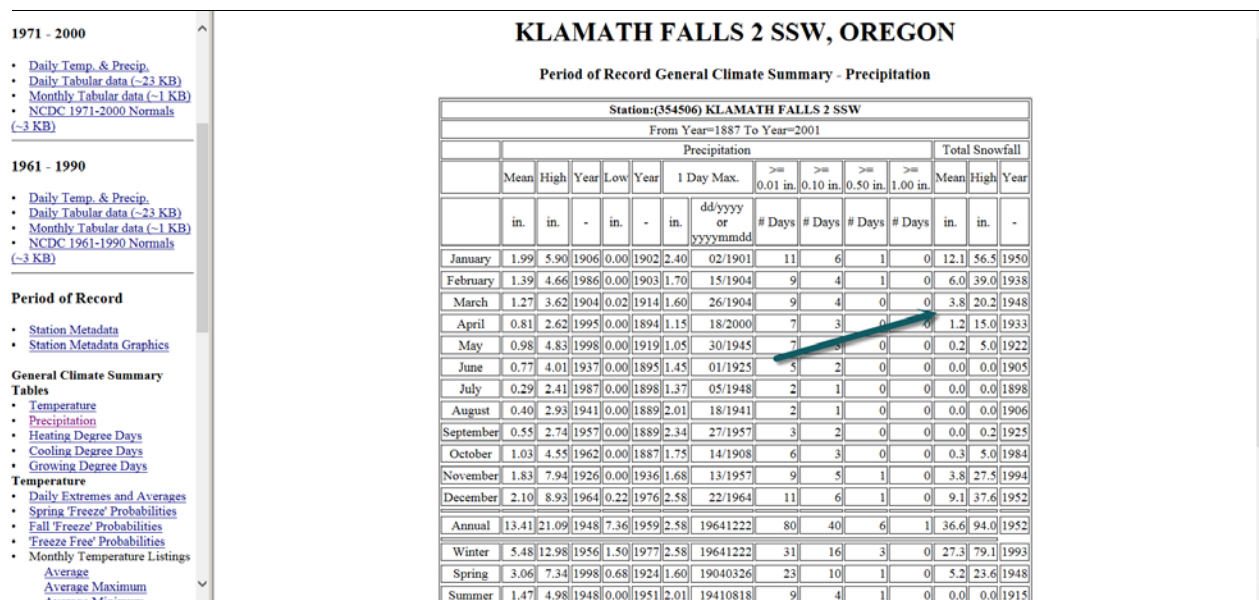 1971 - 2000
• Daily Temp. & Precip.
• Daily Tabular data (~23 KB)
• Monthly Tabular data (~1 KB)
• NCDC 1971-2000 Normals
(~3 KB)
1961 - 1990
• Daily Temp. & Precip.
• Daily Tabular data (~23 KB)
• Monthly Tabular data (~1 KB)
• NCDC 1961-1990 Normals
(~3 KB)
Period of Record
• Station Metadata
• Station Metadata Graphics
General Climate Summary
Tables
• Temperature
• Precipitation
• Heating Degree Days
• Cooling Degree Days
• Growing Degree Days
Temperature
• Daily Extremes and Averages
• Spring 'Freeze' Probabilities
• Fall 'Freeze' Probabilities
• 'Freeze Free' Probabilities
• Monthly Temperature Listings
Average
Average Maximum
KLAMATH FALLS 2 SSW, OREGON
Period of Record General Climate Summary - Precipitation
Station:(354506) KLAMATH FALLS 2 SSW
From Year=1887 To Year=2001
Precipitation Total Snowfall
Mean High Year Low Year 1 Day Max. >= 0.01 in. >= 0.10 in. >= 0.50 in. >= 1.00 in. Mean High Year
in. in. - in. - in. dd/yyyy or yyyymmdd # Days # Days # Days # Days in. in. -
January 1.99 5.90 1906 0.00 1902 2.40 02/1901 11 6 1 0 12.1 56.5 1950
February 1.39 4.66 1986 0.00 1903 1.70 15/1904 9 4 1 0 6.0 39.0 1938
March 1.27 3.62 1904 0.02 1914 1.60 26/1904 9 4 0 0 3.8 20.2 1948
April 0.81 2.62 1995 0.00 1894 1.15 18/2000 7 3 0 0 1.2 15.0 1933
May 0.98 4.83 1998 0.00 1919 1.05 30/1945 7 3 0 0 0.2 5.0 1922
June 0.77 4.01 1937 0.00 1895 1.45 01/1925 5 2 0 0 0.0 0.0 1905
July 0.29 2.41 1987 0.00 1898 1.37 05/1948 2 1 0 0 0.0 0.0 1898
August 0.40 2.93 1941 0.00 1889 2.01 18/1941 2 1 0 0 0.0 0.0 1906
September 0.55 2.74 1957 0.00 1889 2.34 27/1957 3 2 0 0 0.0 0.2 1925
October 1.03 4.55 1962 0.00 1887 1.75 14/1908 6 3 0 0 0.3 5.0 1984
November 1.83 7.94 1926 0.00 1936 1.68 13/1957 9 5 1 0 3.8 27.5 1994
December 2.10 8.93 1964 0.22 1976 2.58 22/1964 11 6 1 0 9.1 37.6 1952
Annual 13.41 21.09 1948 7.36 1959 2.58 19641222 80 40 6 1 36.6 94.0 1952
Winter 5.48 12.98 1956 1.50 1977 2.58 19641222 31 16 3 0 27.3 79.1 1993
Spring 3.06 7.34 1998 0.68 1924 1.60 19040326 23 10 1 0 5.2 23.6 1948
Summer 1.47 4.98 1948 0.00 1951 2.01 19410818 9 4 1 0 0.0 0.0 1915